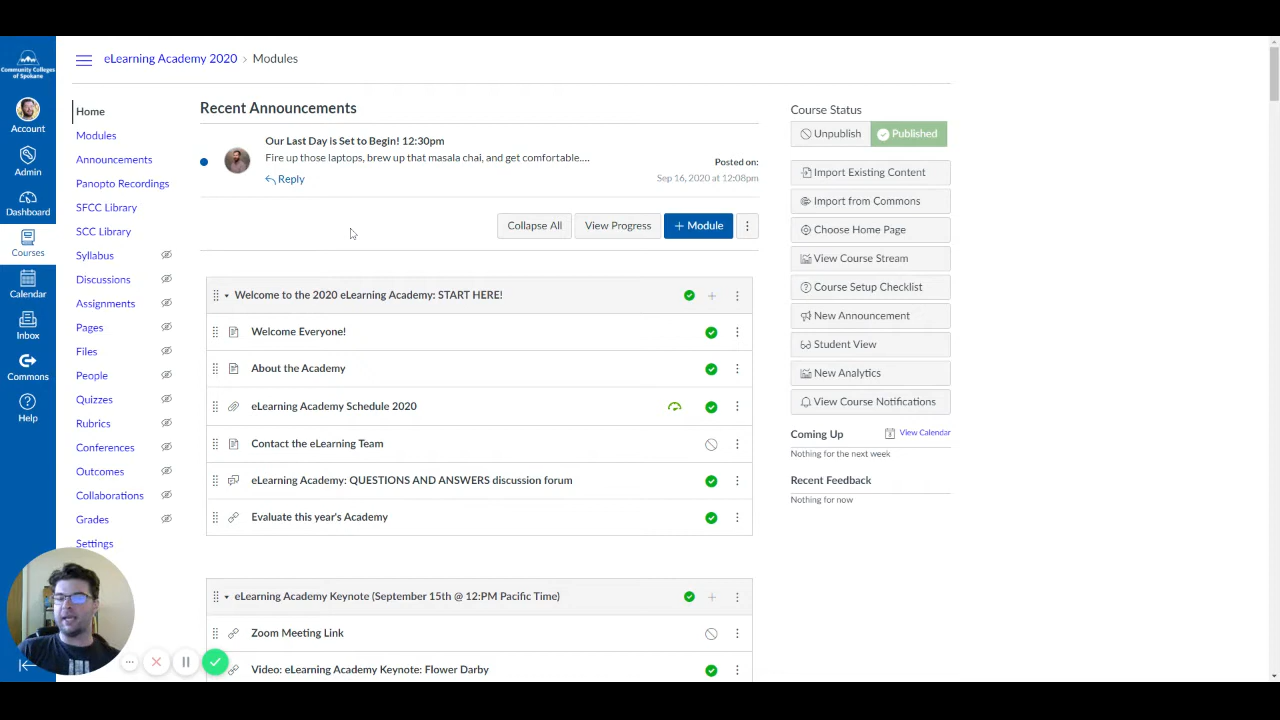 Community Colleges
of Spokane
Account
Admin
Dashboard
Courses
Calendar
Inbox
Commons
Help
eLearning Academy 2020 › Modules
Home
Modules
Announcements
Panopto Recordings
SFCC Library
SCC Library
Syllabus
Discussions
Assignments
Pages
Files
People
Quizzes
Rubrics
Conferences
Outcomes
Collaborations
Grades
Settings
Recent Announcements
Our Last Day is Set to Begin! 12:30pm
Fire up those laptops, brew up that masala chai, and get comfortable....
Reply
Posted on:
Sep 16, 2020 at 12:08pm
Collapse All
View Progress
+ Module
Welcome to the 2020 eLearning Academy: START HERE!
Welcome Everyone!
About the Academy
eLearning Academy Schedule 2020
Contact the eLearning Team
eLearning Academy: QUESTIONS AND ANSWERS discussion forum
Evaluate this year's Academy
eLearning Academy Keynote (September 15th @ 12:PM Pacific Time)
Zoom Meeting Link
Video: eLearning Academy Keynote: Flower Darby
Course Status
Unpublish
Published
Import Existing Content
Import from Commons
Choose Home Page
View Course Stream
Course Setup Checklist
New Announcement
Student View
New Analytics
View Course Notifications
Coming Up
View Calendar
Nothing for the next week
Recent Feedback
Nothing for now